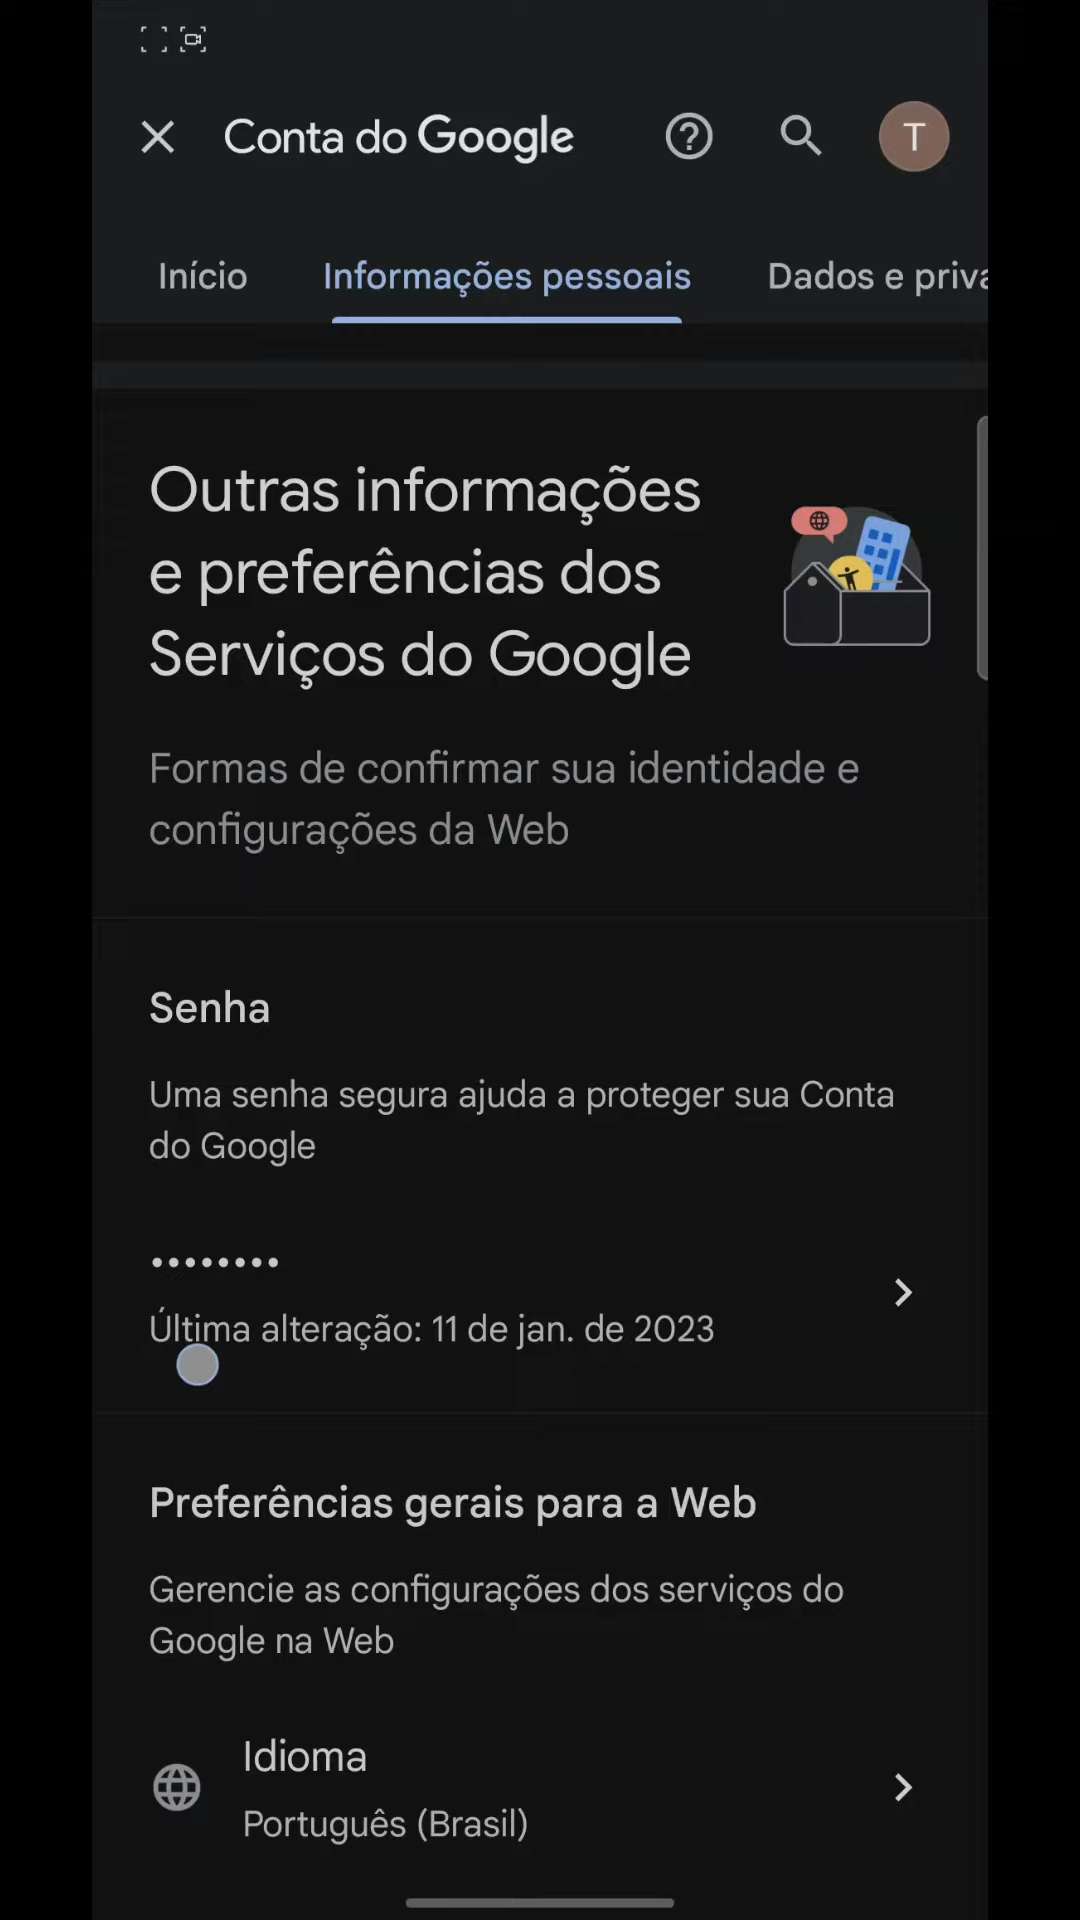 Conta do Google
T
Início
Informações pessoais
Dados e priva
Outras informações
e preferências dos
Serviços do Google
Formas de confirmar sua identidade e
configurações da Web
Senha
Uma senha segura ajuda a proteger sua Conta
do Google
••••••••
Última alteração: 11 de jan. de 2023
Preferências gerais para a Web
Gerencie as configurações dos serviços do
Google na Web
Idioma
Português (Brasil)